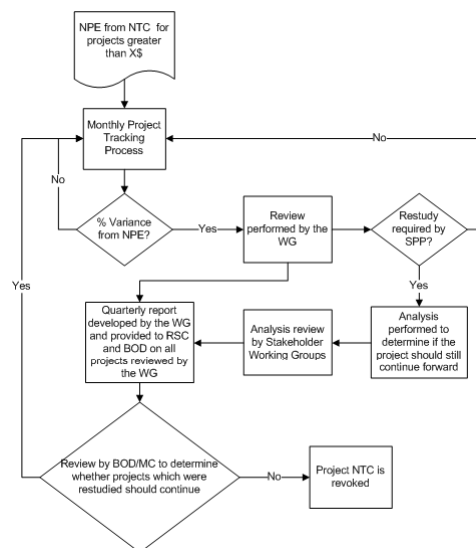 NPE from NTC for
projects greater
than X$
Monthly Project
Tracking
Process
No
No
% Variance
from NPE?
Yes
Review
performed by the
WG
Restudy
required by
SPP?
Yes
Yes
Quarterly report
developed by the WG
and provided to RSC
and BOD on all
projects reviewed by
the WG
Analysis review
by Stakeholder
Working Groups
Analysis
performed to
determine if the
project should still
continue forward
Review by BOD/MC to determine
whether projects which were
restudied should continue
No
Project NTC is
revoked